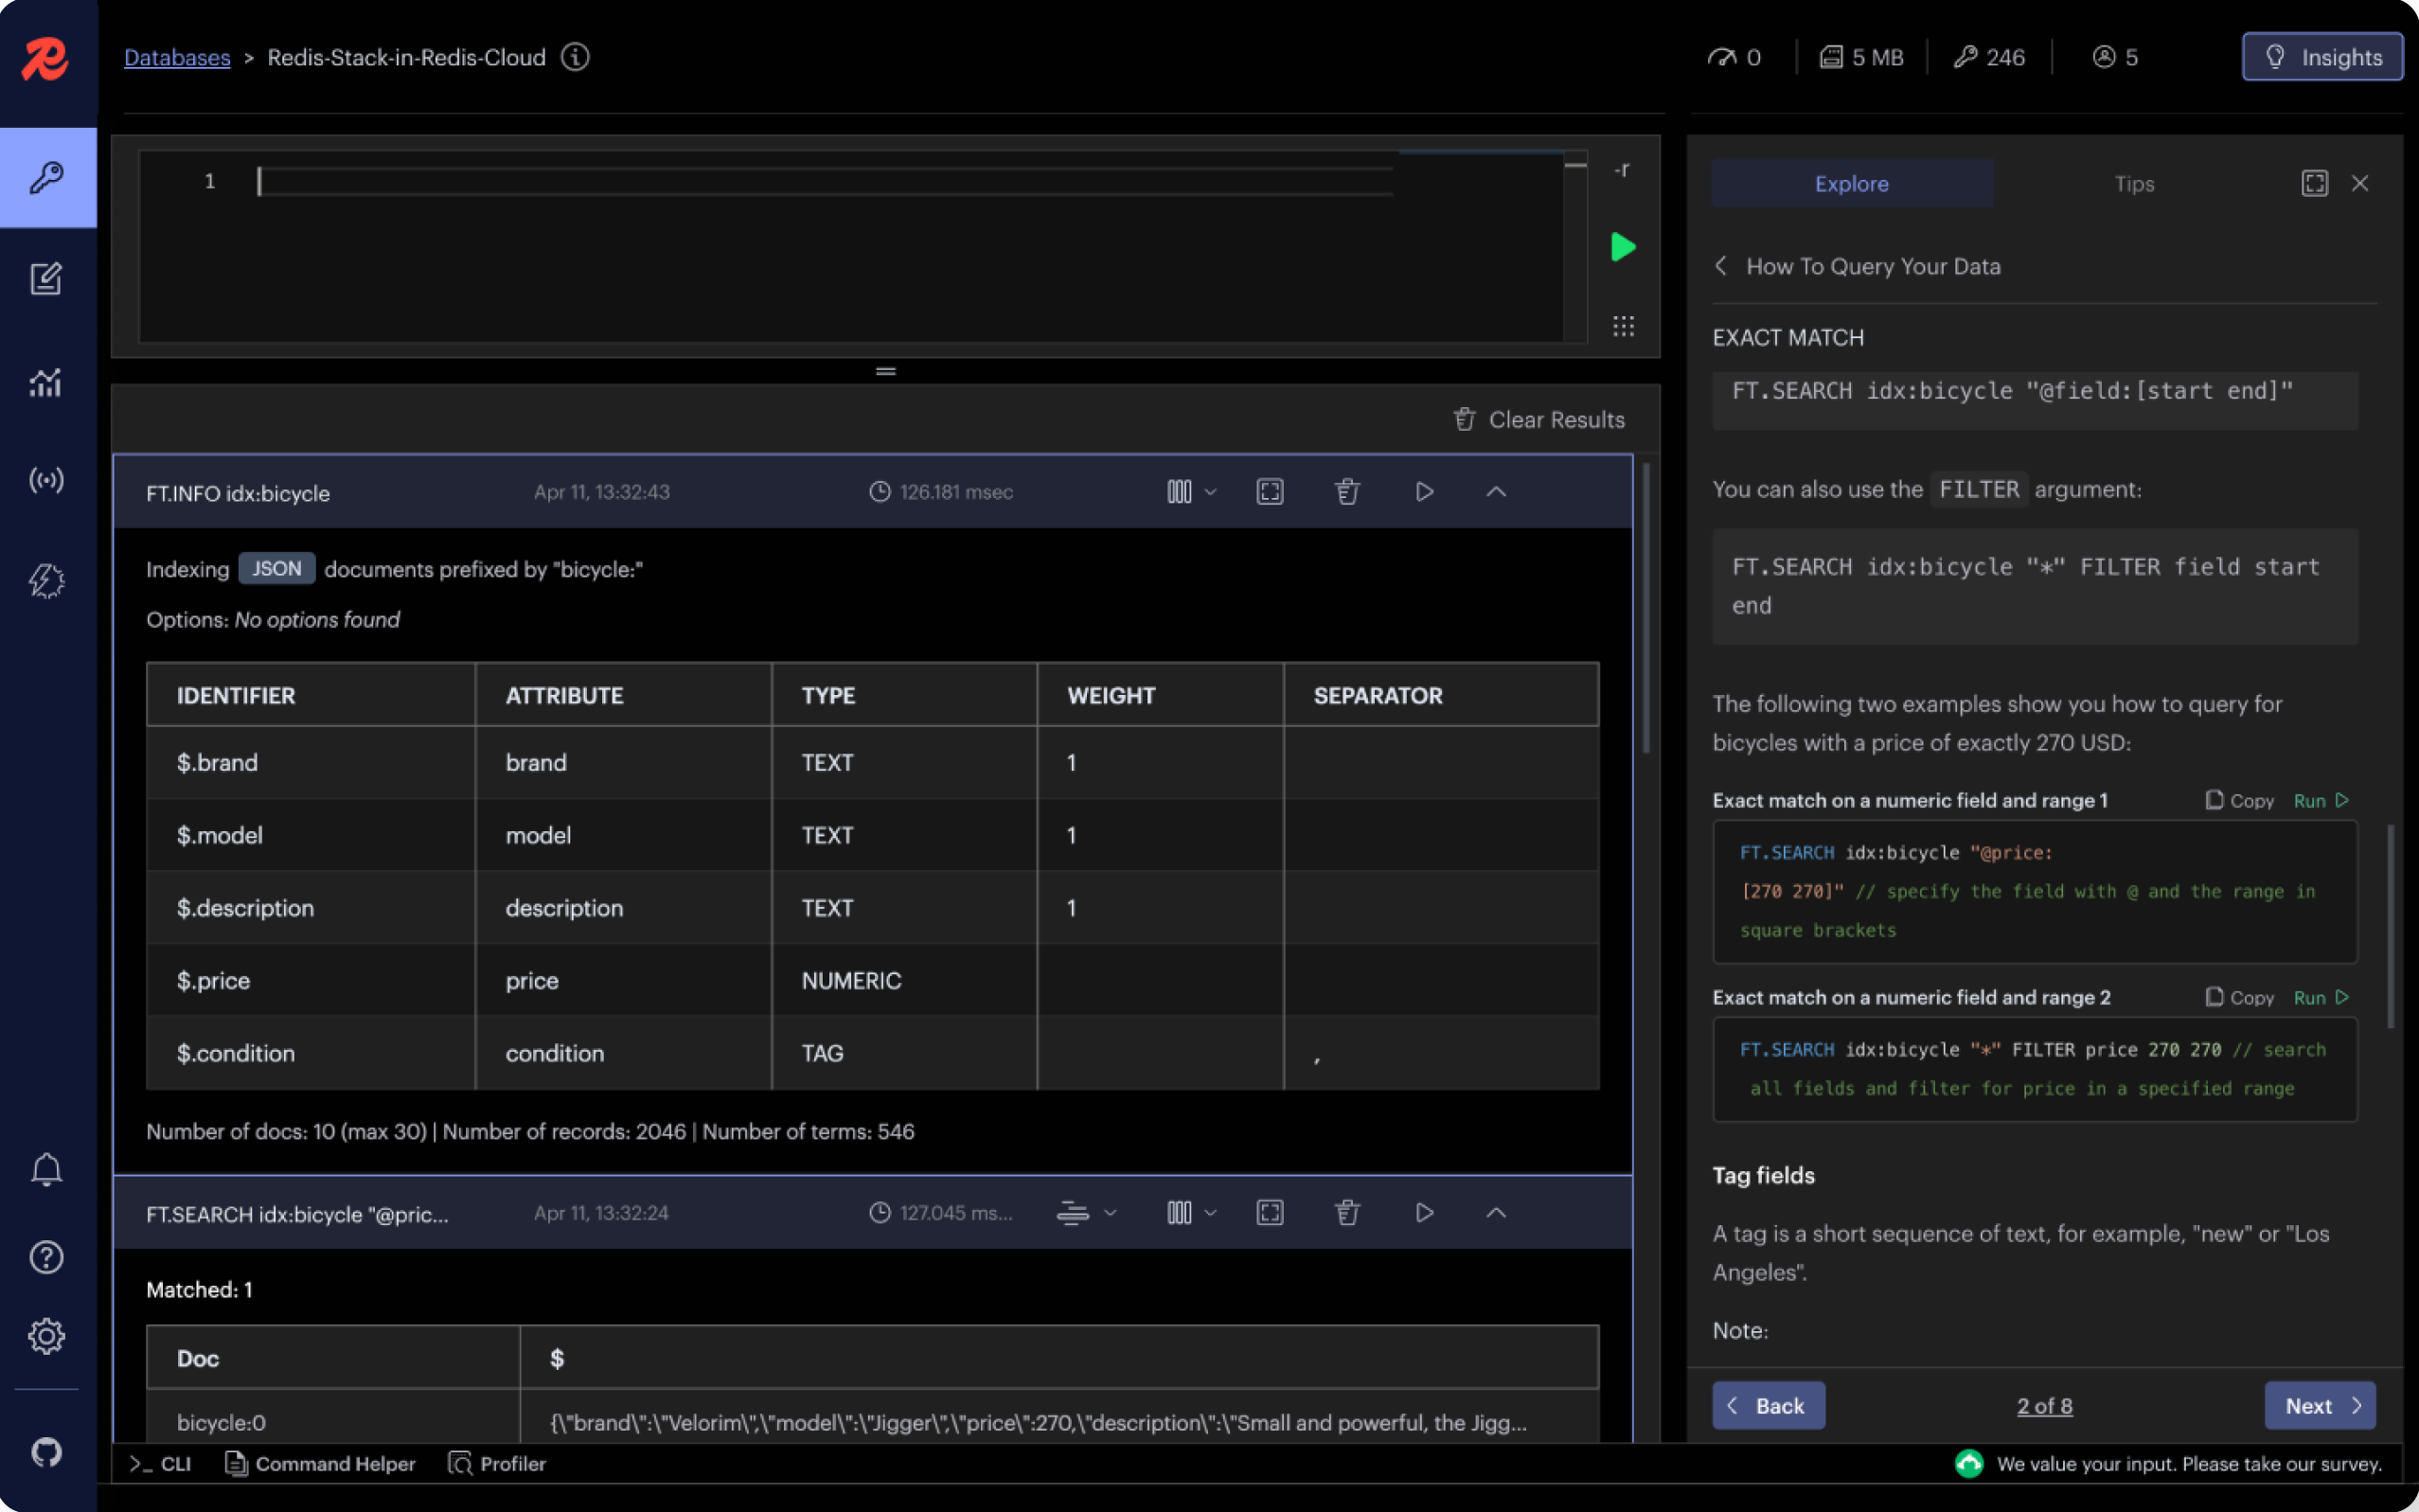 Databases > Redis-Stack-in-Redis-Cloud
0
5 MB
246
5
Insights
1
-r
Clear Results
FT.INFO idx:bicycle Apr 11, 13:32:43 126.181 msec
Indexing JSON documents prefixed by "bicycle:"
Options: No options found
IDENTIFIER ATTRIBUTE TYPE WEIGHT SEPARATOR
$.brand brand TEXT 1
$.model model TEXT 1
$.description description TEXT 1
$.price price NUMERIC
$.condition condition TAG ,
Number of docs: 10 (max 30) | Number of records: 2046 | Number of terms: 546
FT.SEARCH idx:bicycle "@pric... Apr 11, 13:32:24 127.045 ms...
Matched: 1
Doc $
bicycle:0 {\"brand\":\"Velorim\",\"model\":\"Jigger\",\"price\":270,\"description\":\"Small and powerful, the Jigg...
Explore Tips
How To Query Your Data
EXACT MATCH
FT.SEARCH idx:bicycle "@field:[start end]"
You can also use the FILTER argument:
FT.SEARCH idx:bicycle "*" FILTER field start
end
The following two examples show you how to query for
bicycles with a price of exactly 270 USD:
Exact match on a numeric field and range 1 Copy Run
FT.SEARCH idx:bicycle "@price:
[270 270]" // specify the field with @ and the range in
square brackets
Exact match on a numeric field and range 2 Copy Run
FT.SEARCH idx:bicycle "*" FILTER price 270 270 // search
all fields and filter for price in a specified range
Tag fields
A tag is a short sequence of text, for example, "new" or "Los
Angeles".
Note:
Back 2 of 8 Next
>_ CLI Command Helper Profiler
We value your input. Please take our survey.